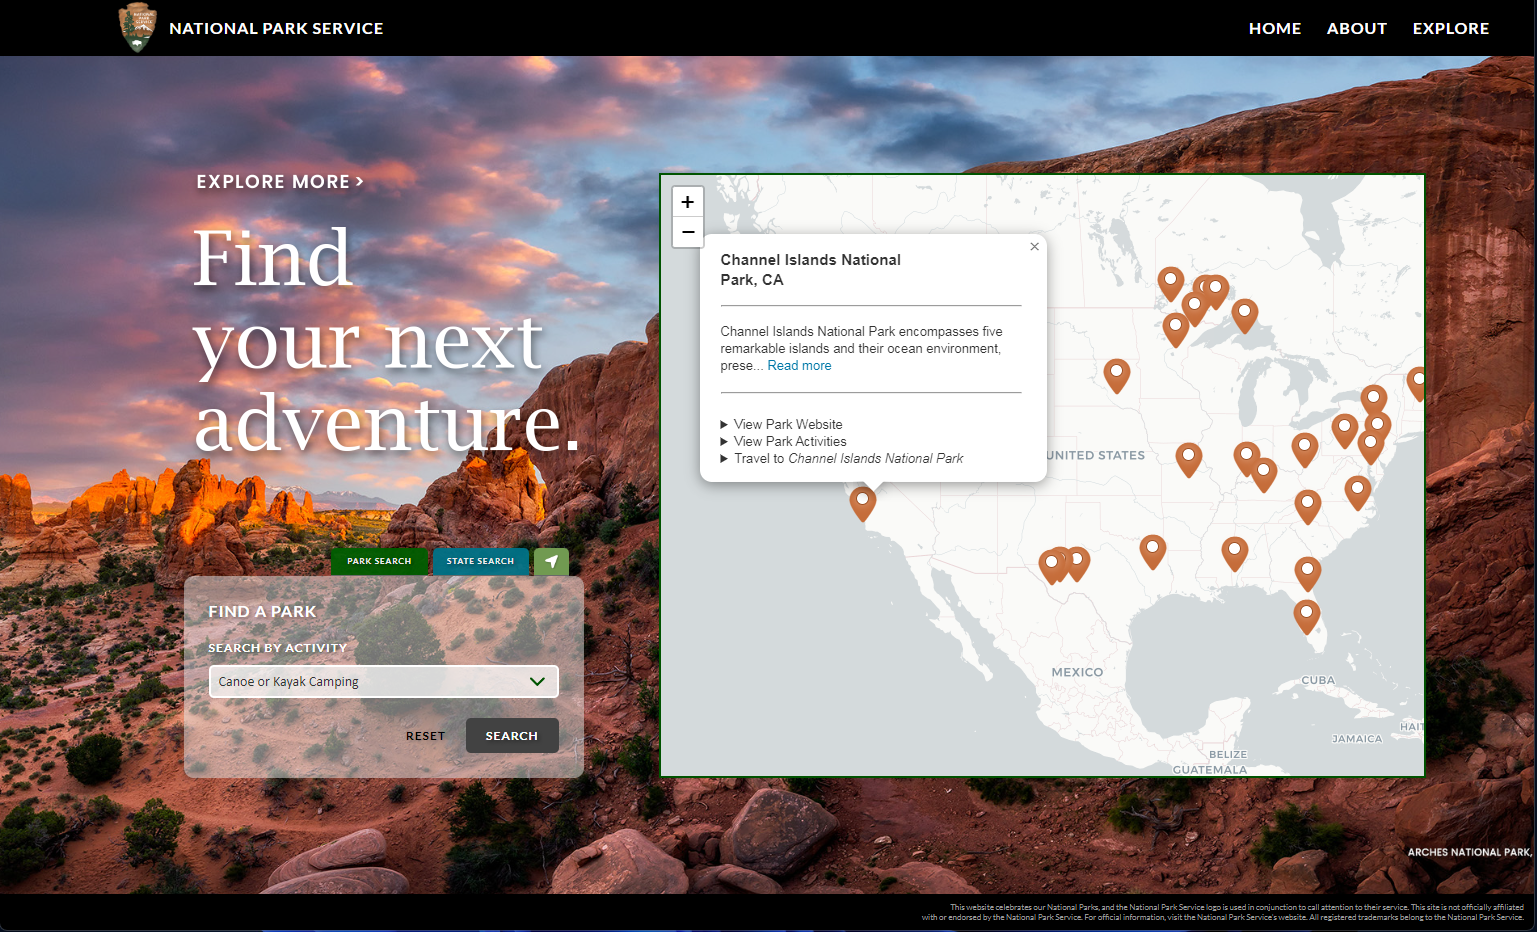 NATIONAL PARK SERVICE
HOME ABOUT EXPLORE
EXPLORE MORE >
Find
your next
adventure.
PARK SEARCH STATE SEARCH
FIND A PARK
SEARCH BY ACTIVITY
Canoe or Kayak Camping
RESET SEARCH
+
−
×
Channel Islands National
Park, CA
Channel Islands National Park encompasses five
remarkable islands and their ocean environment,
prese... Read more
▶ View Park Website
▶ View Park Activities
▶ Travel to Channel Islands National Park
UNITED STATES
MEXICO
CUBA
HAIT
JAMAICA
BELIZE
GUATEMALA
ARCHES NATIONAL PARK,
This website celebrates our National Parks, and the National Park Service logo is used in conjunction to call attention to their service. This site is not officially affiliated
with or endorsed by the National Park Service. For official information, visit the National Park Service's website. All registered trademarks belong to the National Park Service.